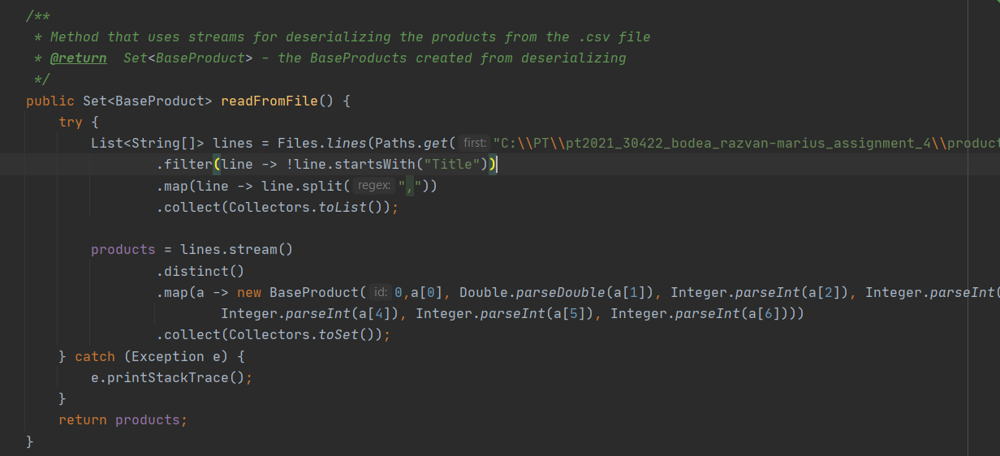 /**
* Method that uses streams for deserializing the products from the .csv file
* @return  Set<BaseProduct> - the BaseProducts created from deserializing
*/
public Set<BaseProduct> readFromFile() {
try {
List<String[]> lines = Files.lines(Paths.get( first: "C:\\PT\\pt2021_30422_bodea_razvan-marius_assignment_4\\product
.filter(line -> !line.startsWith("Title"))
.map(line -> line.split( regex: ","))
.collect(Collectors.toList());
products = lines.stream()
.distinct()
.map(a -> new BaseProduct( id: 0,a[0], Double.parseDouble(a[1]), Integer.parseInt(a[2]), Integer.parseInt(
Integer.parseInt(a[4]), Integer.parseInt(a[5]), Integer.parseInt(a[6])))
.collect(Collectors.toSet());
} catch (Exception e) {
e.printStackTrace();
}
return products;
}